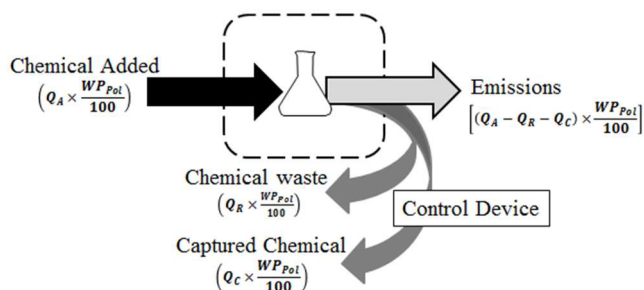 Chemical Added
(Q_A × WP_Pol/100)
Emissions
[(Q_A − Q_R − Q_C) × WP_Pol/100]
Chemical waste
(Q_R × WP_Pol/100)
Control Device
Captured Chemical
(Q_C × WP_Pol/100)